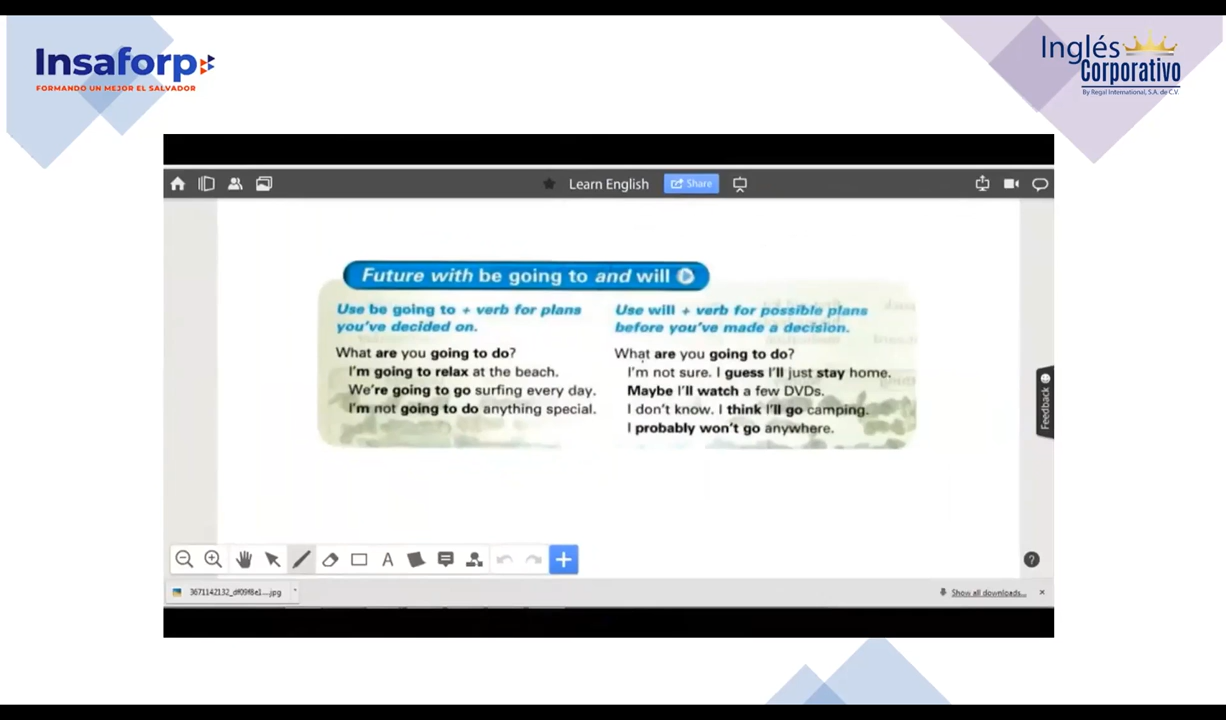 Insaforp
FORMANDO UN MEJOR EL SALVADOR
Inglés
Corporativo
By Regal International, S.A. de C.V.
Learn English
Share
Future with be going to and will
Use be going to + verb for plans
you've decided on.
What are you going to do?
I'm going to relax at the beach.
We're going to go surfing every day.
I'm not going to do anything special.
Use will + verb for possible plans
before you've made a decision.
What are you going to do?
I'm not sure. I guess I'll just stay home.
Maybe I'll watch a few DVDs.
I don't know. I think I'll go camping.
I probably won't go anywhere.
Feedback
A
3671142132_df09f8e1....jpg
Show all downloads...